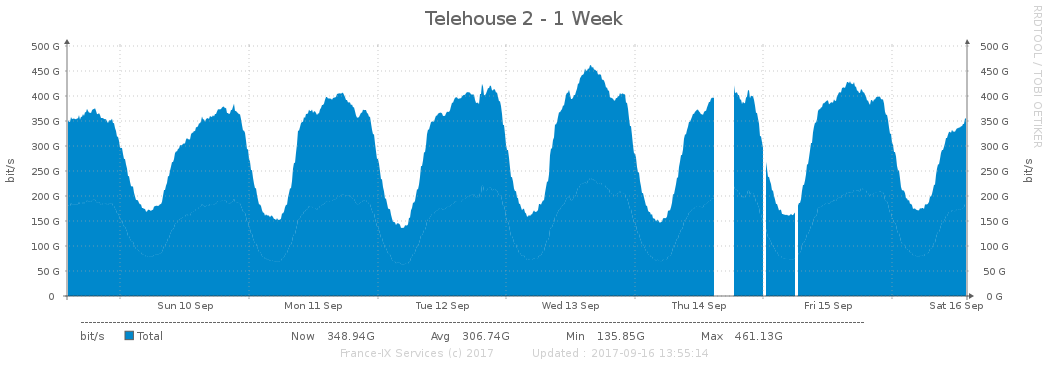 Telehouse 2 - 1 Week
RRDTOOL / TOBI OETIKER
bit/s
500 G 500 G
450 G 450 G
400 G 400 G
350 G 350 G
300 G 300 G
250 G 250 G
200 G 200 G
150 G 150 G
100 G 100 G
50 G 50 G
0 0 G
bit/s
Sun 10 Sep Mon 11 Sep Tue 12 Sep Wed 13 Sep Thu 14 Sep Fri 15 Sep Sat 16 Sep
bit/s Total Now 348.94G Avg 306.74G Min 135.85G Max 461.13G
France-IX Services (c) 2017 Updated : 2017-09-16 13:55:14